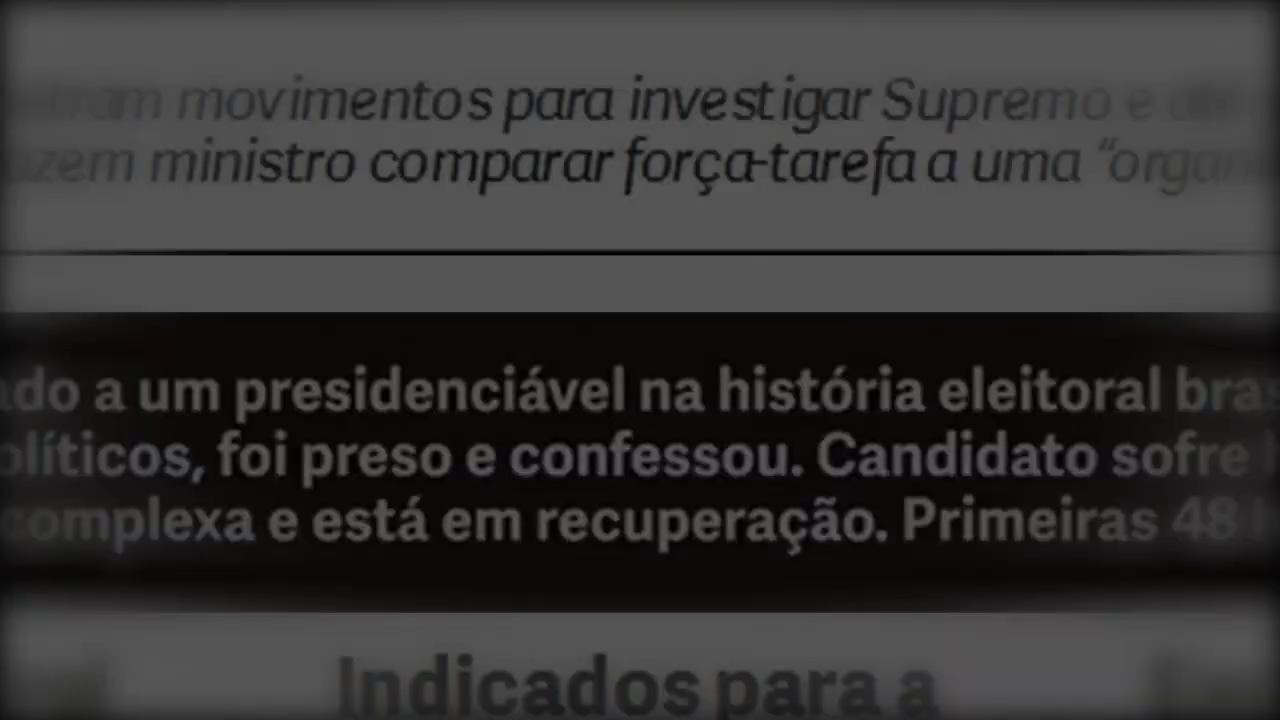 movimentos para investigar Supremo e
ministro comparar força-tarefa a uma
a um presidenciável na história eleitoral
foi preso e confessou. Candidato sofre
complexa e está em recuperação. Primeiras 48
Indicados para a